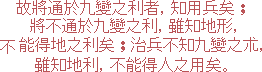 故將通於九變之利者，知用兵矣；
將不通於九變之利，雖知地形，
不能得地之利矣；治兵不知九變之朮，
雖知地利，不能得人之用矣。